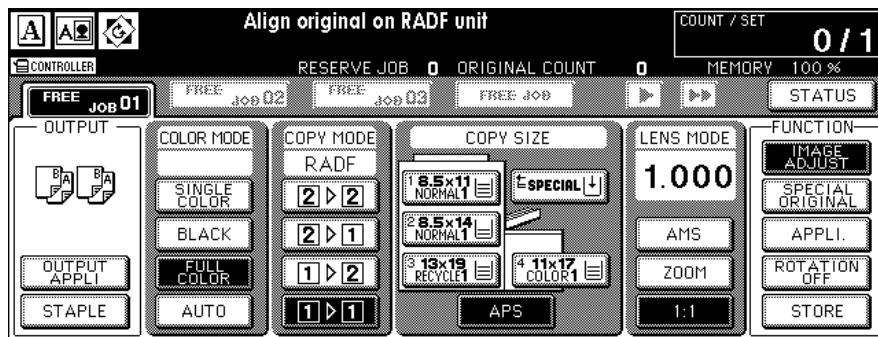 A A Align original on RADF unit COUNT / SET
0 / 1
CONTROLLER RESERVE JOB 0 ORIGINAL COUNT 0 MEMORY 100 %
FREE JOB 01 FREE JOB 02 FREE JOB 03 FREE JOB STATUS
OUTPUT
B A B A
OUTPUT APPLI
STAPLE
COLOR MODE
SINGLE COLOR
BLACK
FULL COLOR
AUTO
COPY MODE
RADF
2 ▷ 2
2 ▷ 1
1 ▷ 2
1 ▷ 1
COPY SIZE
1 8.5x11 NORMAL1
SPECIAL
2 8.5x14 NORMAL1
3 13x19 RECYCLE1
4 11x17 COLOR1
APS
LENS MODE
1.000
AMS
ZOOM
1:1
FUNCTION
IMAGE ADJUST
SPECIAL ORIGINAL
APPLI.
ROTATION OFF
STORE